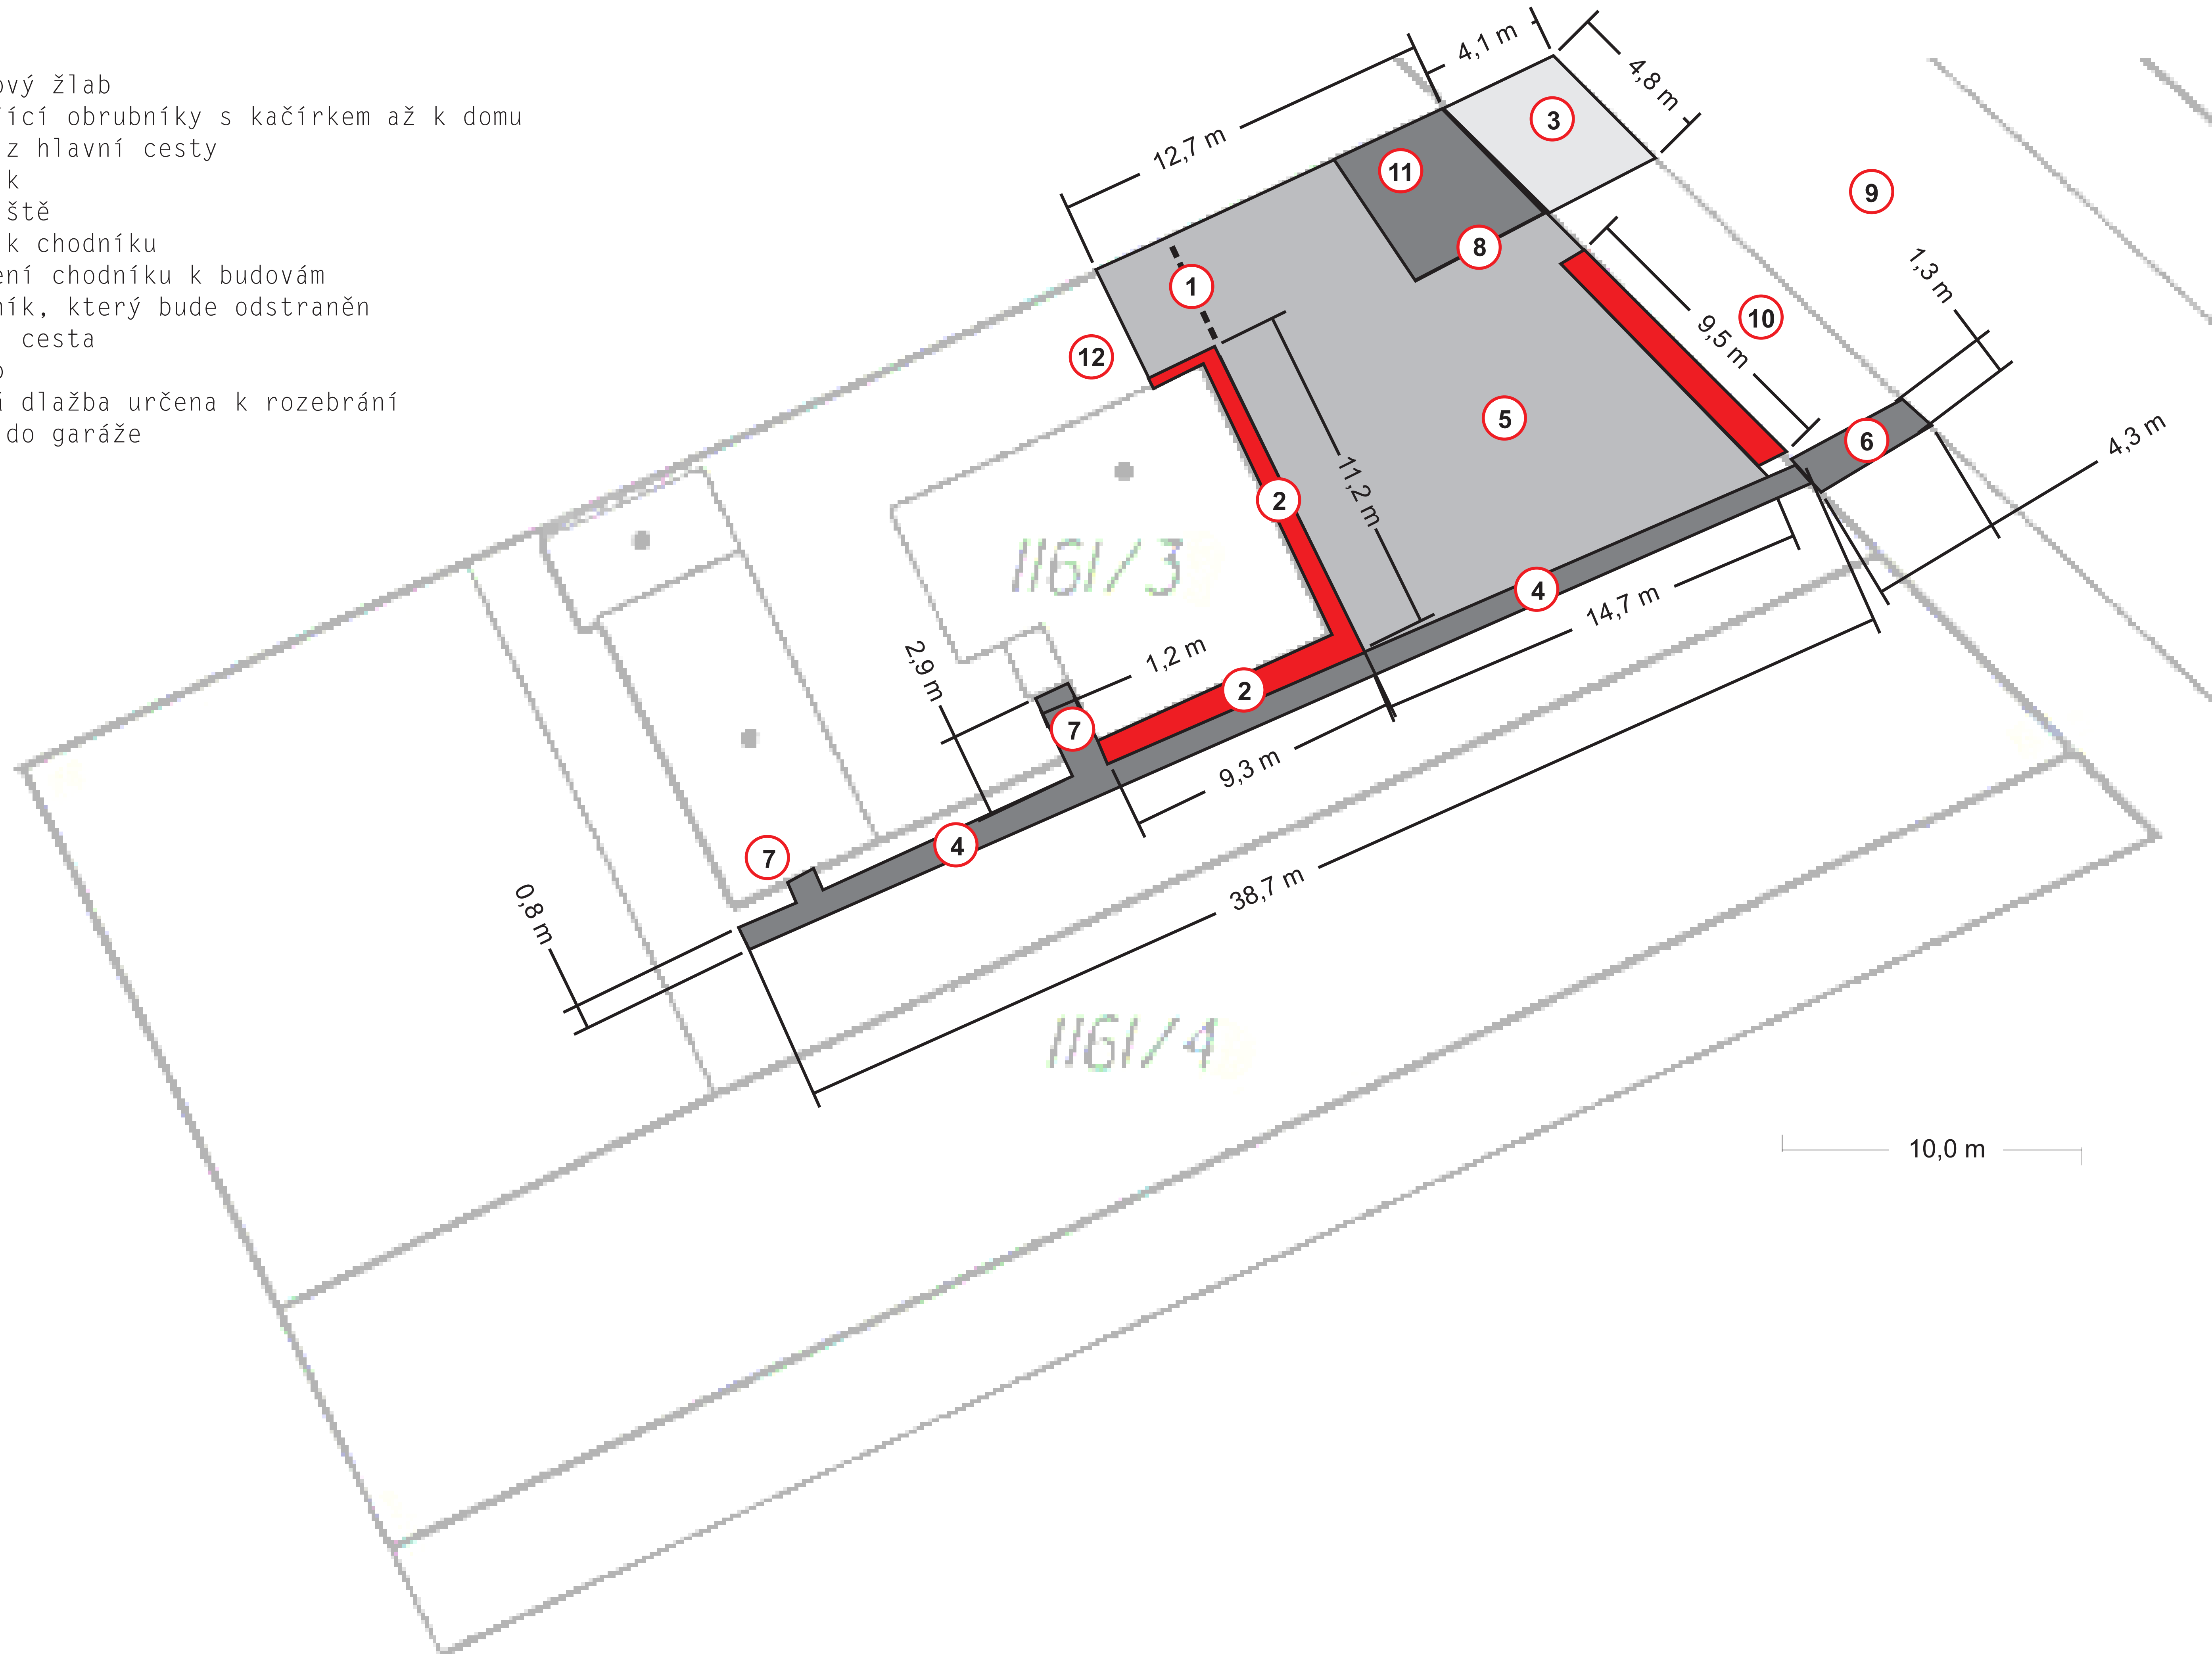 ový žlab
ící obrubníky s kačírkem až k domu
z hlavní cesty
k
ště
k chodníku
ení chodníku k budovám
ník, který bude odstraněn
cesta
á dlažba určena k rozebrání
do garáže
4,1 m
4,8 m
12,7 m
3
11
9
8
1
1,3 m
10
9,5 m
12
5
6
4,3 m
11,2 m
2
1161/3
4
14,7 m
1,2 m
2,9 m
2
7
9,3 m
4
7
38,7 m
0,8 m
1161/4
10,0 m